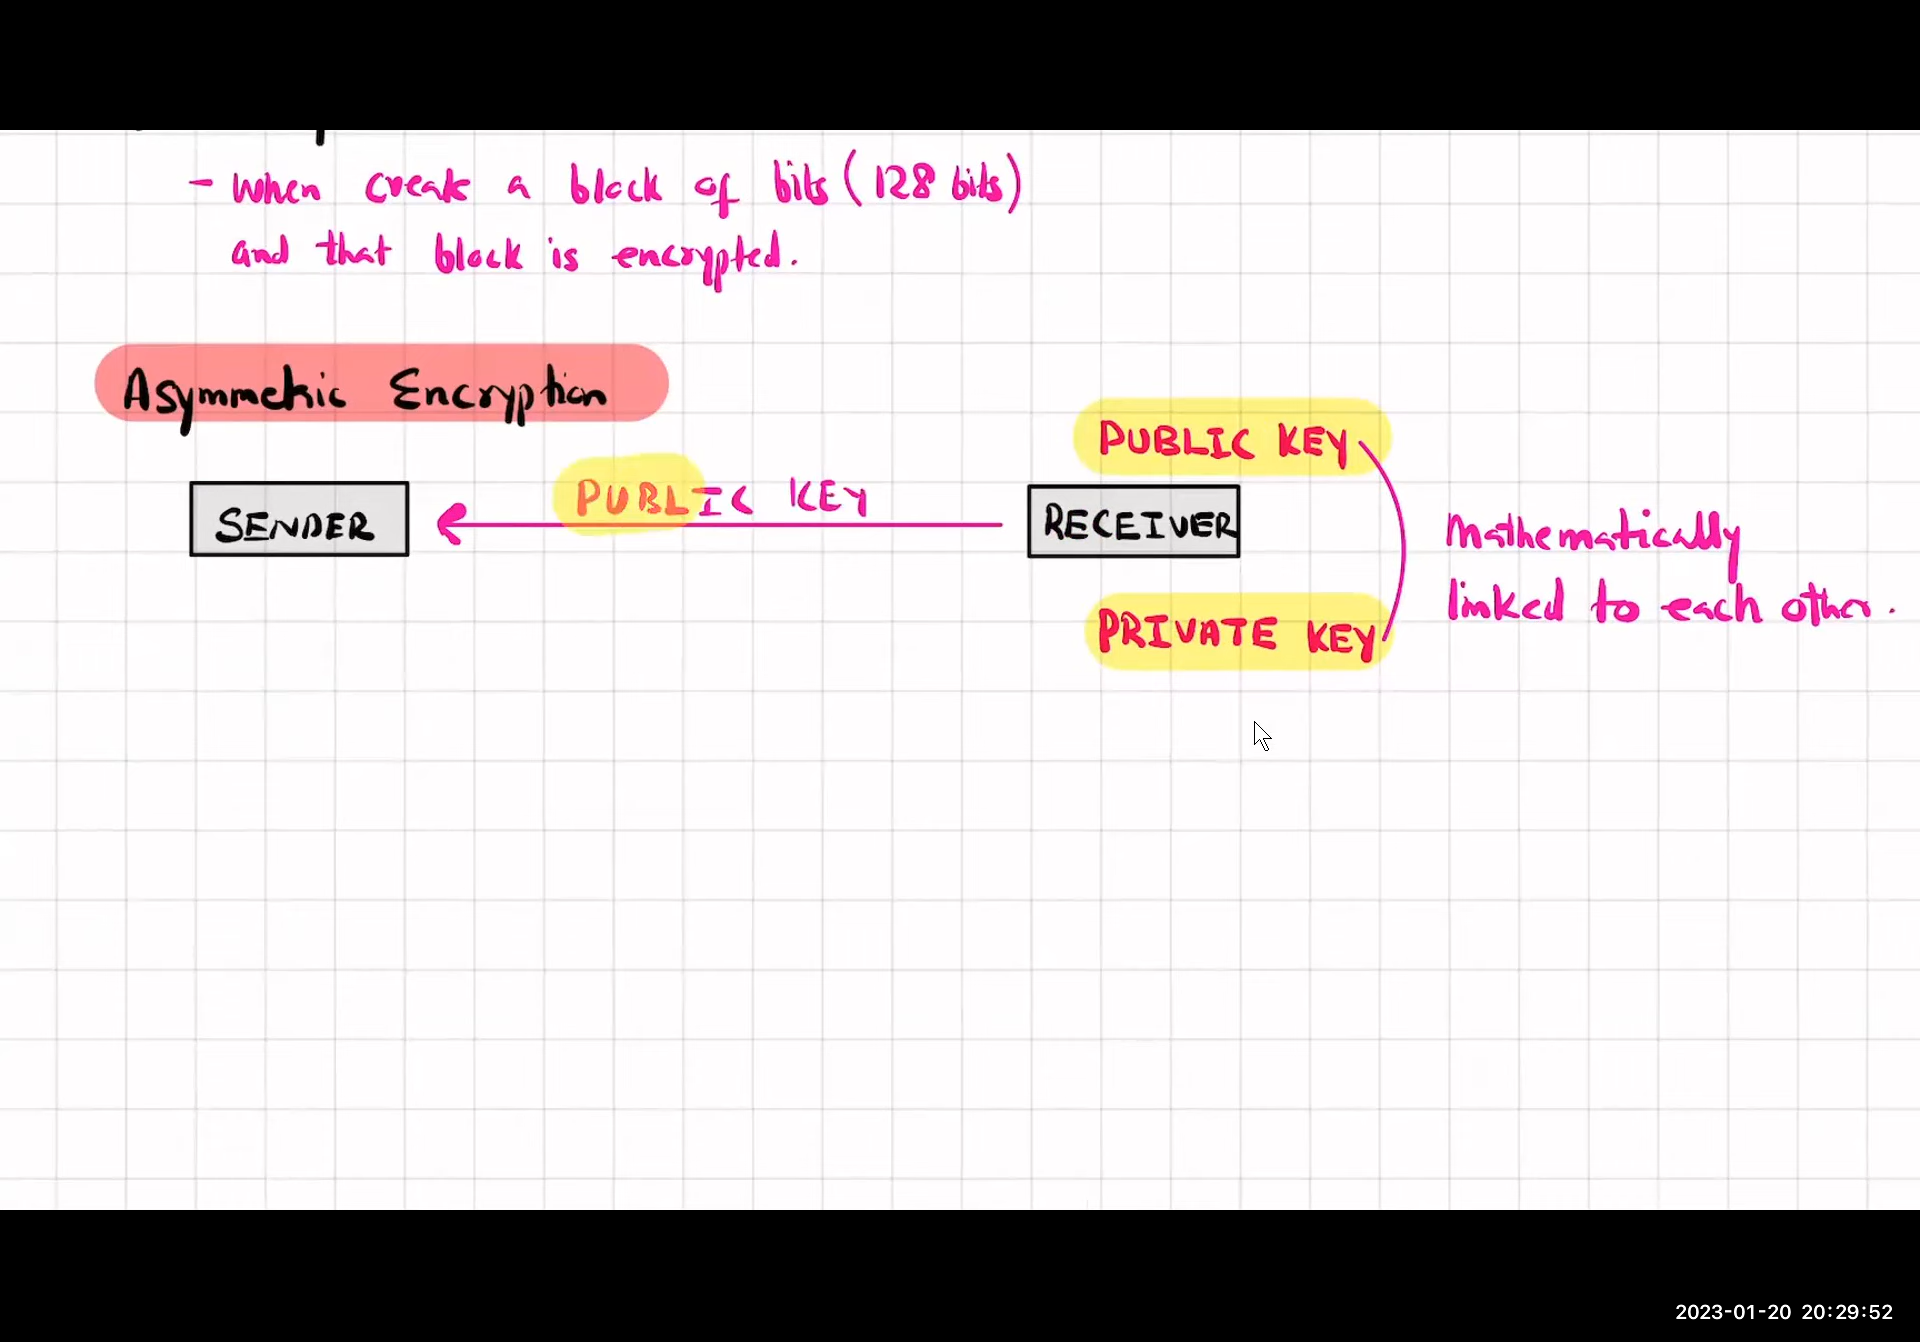 - When create a block of bits (128 bits)
and that block is encrypted.
Asymmetric Encryption
PUBLIC KEY
SENDER
PUBLIC KEY
RECEIVER
Mathematically
linked to each other.
PRIVATE KEY
2023-01-20 20:29:52